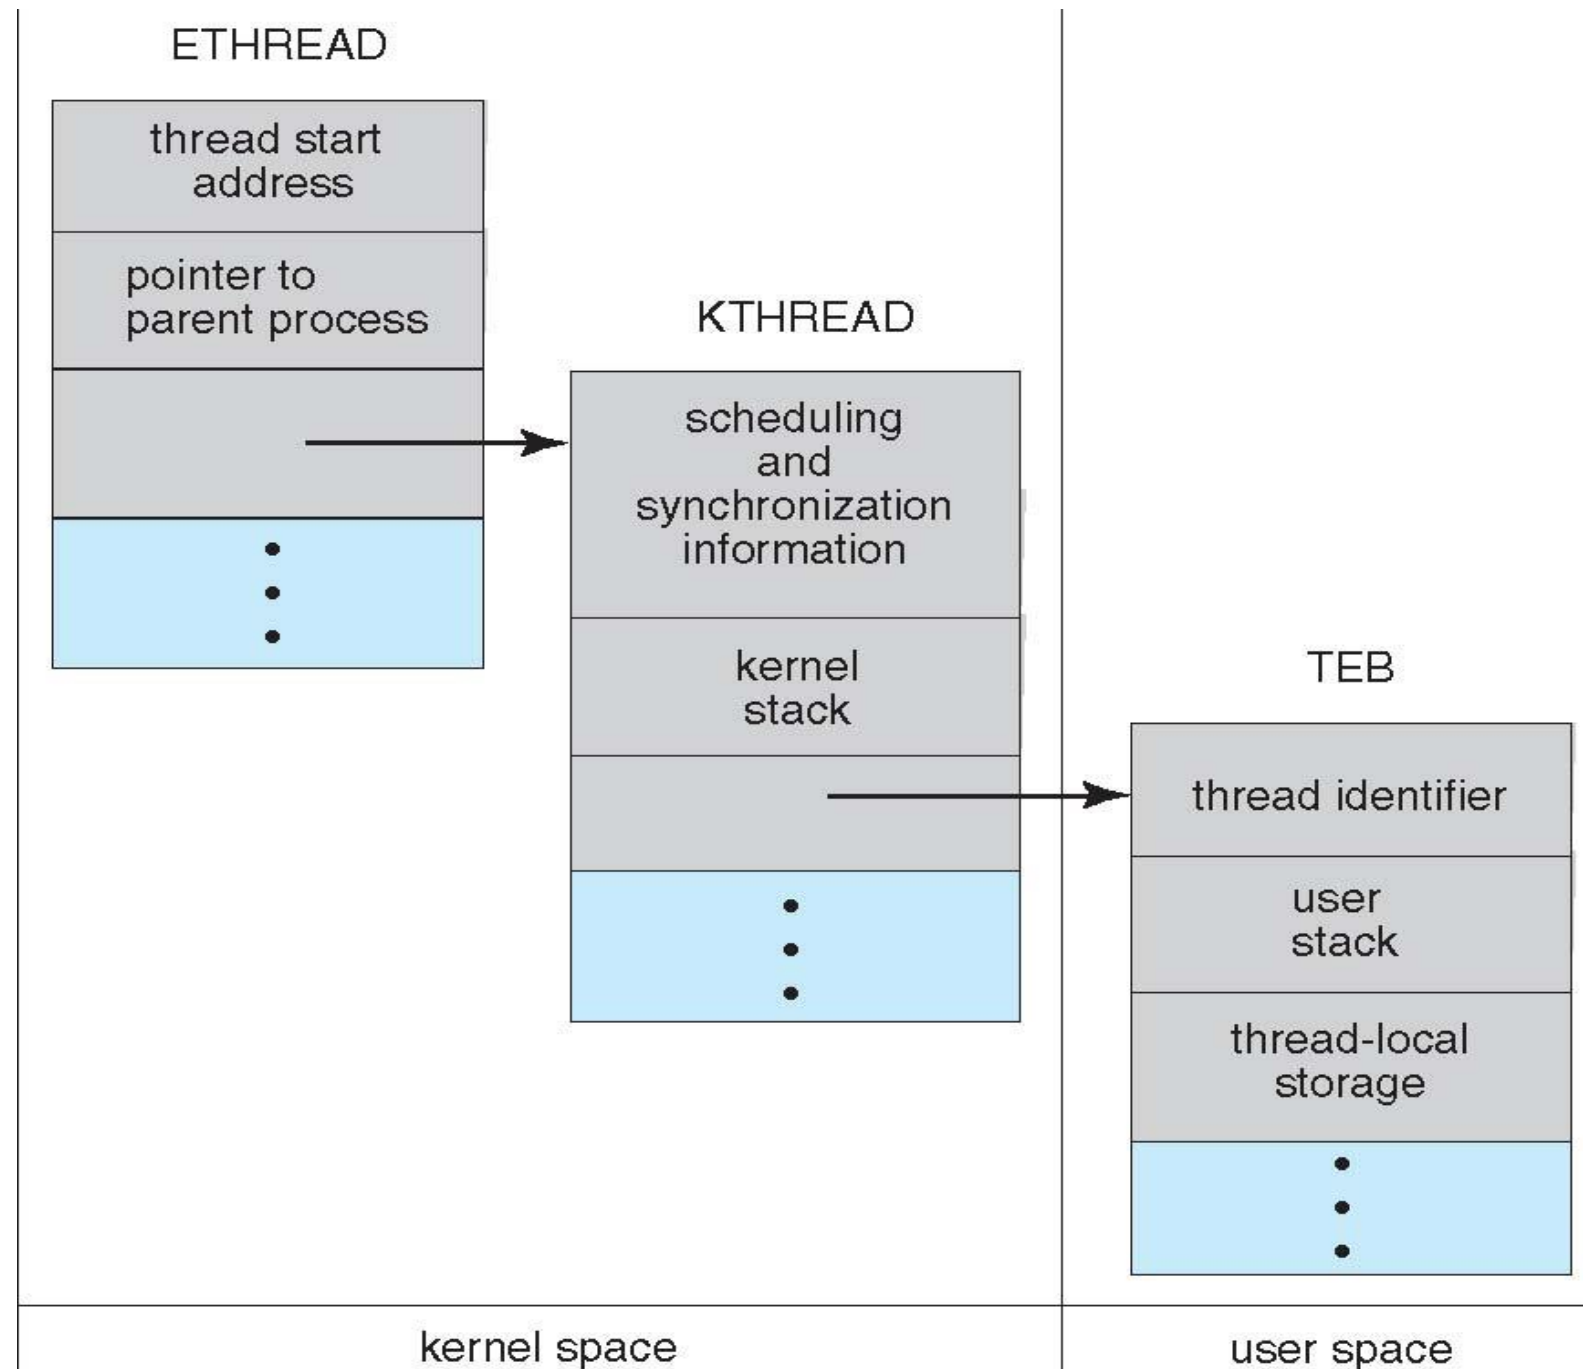 ETHREAD
thread start
address
pointer to
parent process
KTHREAD
scheduling
and
synchronization
information
kernel
stack
TEB
thread identifier
user
stack
thread-local
storage
kernel space
user space